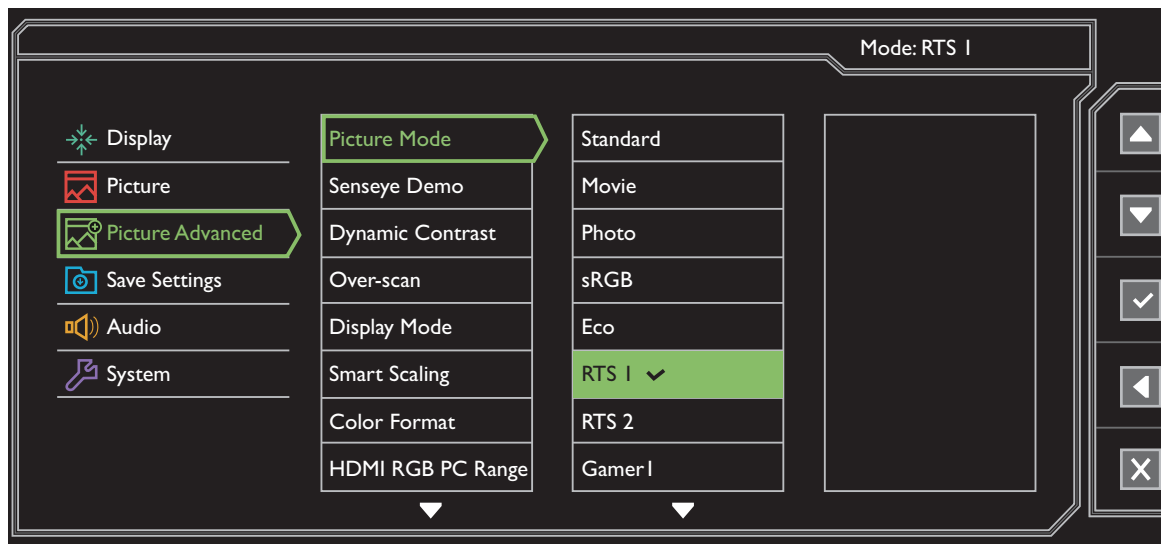 Mode: RTS 1
Display
Picture
Picture Advanced
Save Settings
Audio
System
Picture Mode
Senseye Demo
Dynamic Contrast
Over-scan
Display Mode
Smart Scaling
Color Format
HDMI RGB PC Range
Standard
Movie
Photo
sRGB
Eco
RTS 1
RTS 2
Gamer1